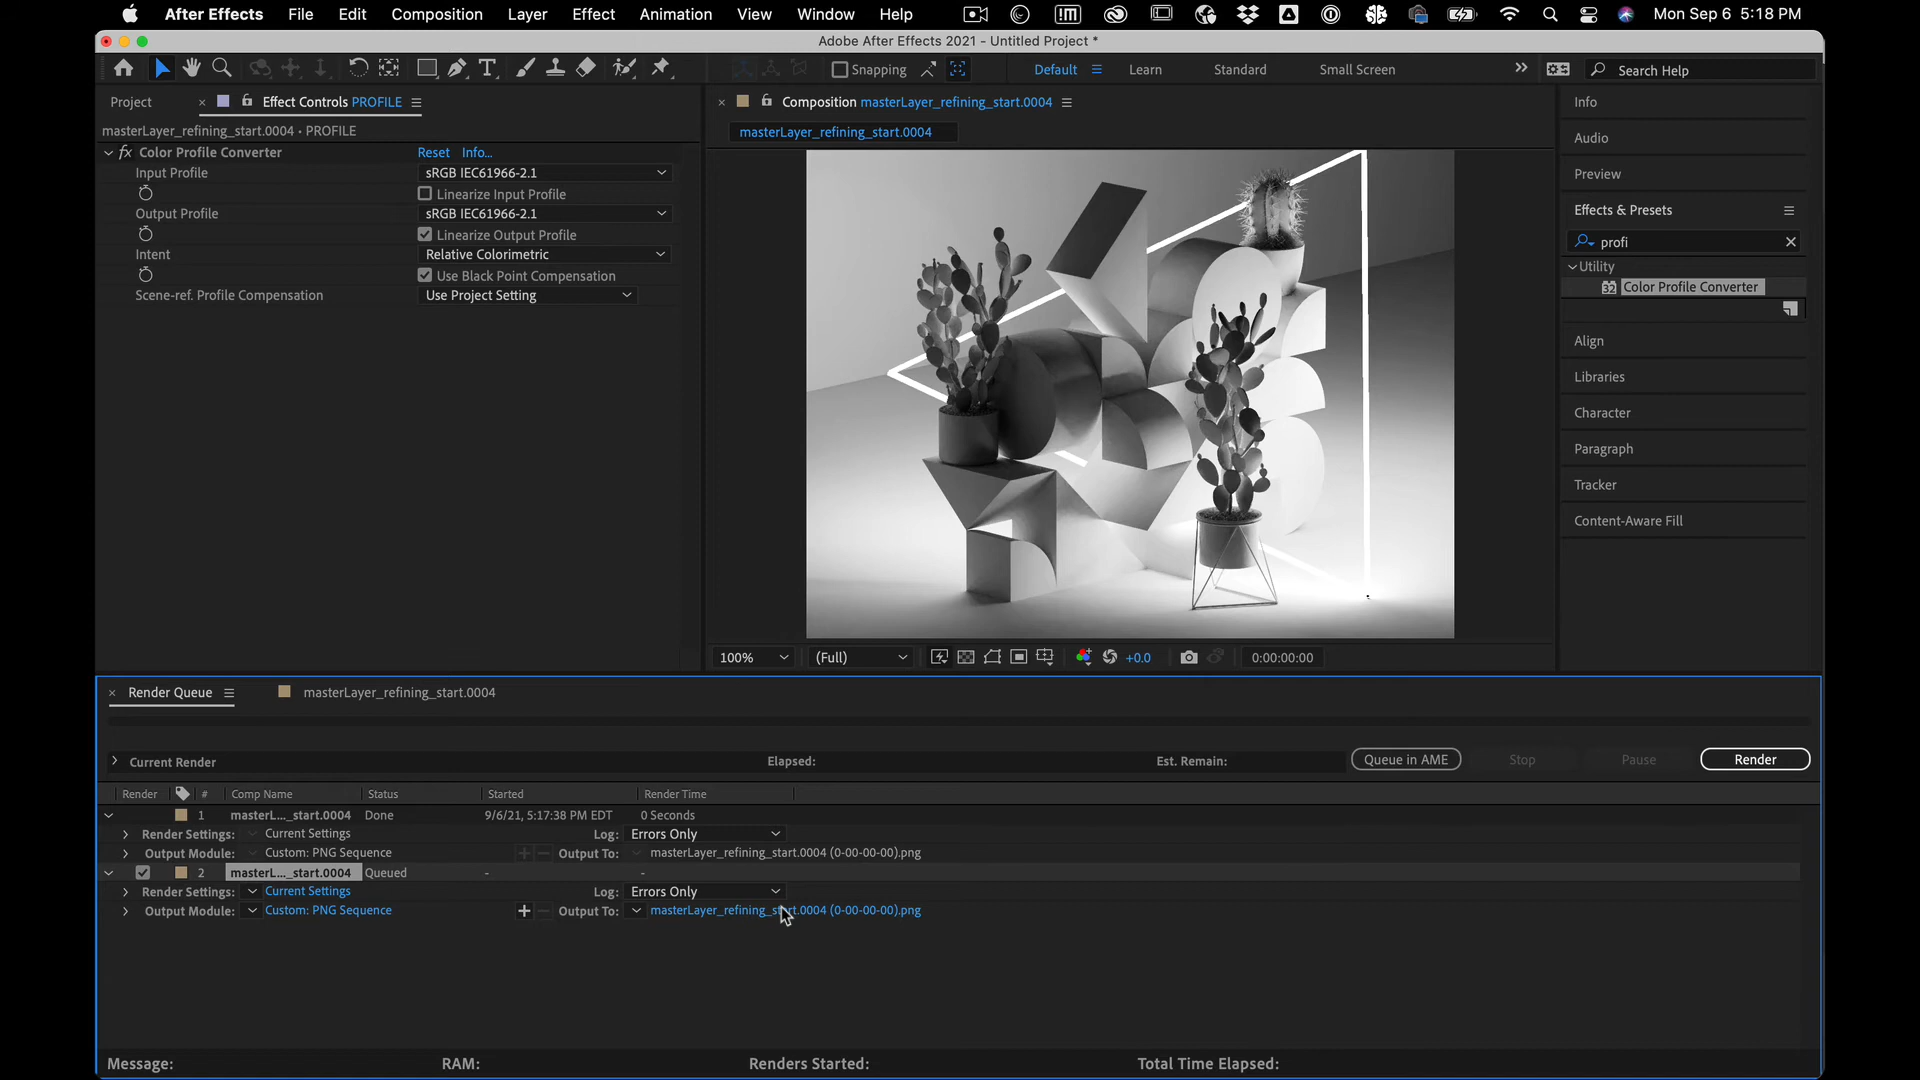 After Effects File Edit Composition Layer Effect Animation View Window Help Mon Sep 6 5:18 PM
Adobe After Effects 2021 - Untitled Project *
Snapping Default Learn Standard Small Screen Search Help
Project Effect Controls PROFILE
masterLayer_refining_start.0004 • PROFILE
fx Color Profile Converter Reset Info...
Input Profile sRGB IEC61966-2.1
Linearize Input Profile
Output Profile sRGB IEC61966-2.1
Linearize Output Profile
Intent Relative Colorimetric
Use Black Point Compensation
Scene-ref. Profile Compensation Use Project Setting
Composition masterLayer_refining_start.0004
masterLayer_refining_start.0004
100% (Full) +0.0 0:00:00:00
Info
Audio
Preview
Effects & Presets
profi
Utility
32 Color Profile Converter
Align
Libraries
Character
Paragraph
Tracker
Content-Aware Fill
Render Queue masterLayer_refining_start.0004
Current Render Elapsed: Est. Remain: Queue in AME Stop Pause Render
Render # Comp Name Status Started Render Time
1 masterL..._start.0004 Done 9/6/21, 5:17:38 PM EDT 0 Seconds
Render Settings: Current Settings Log: Errors Only
Output Module: Custom: PNG Sequence Output To: masterLayer_refining_start.0004 (0-00-00-00).png
2 masterL..._start.0004 Queued - -
Render Settings: Current Settings Log: Errors Only
Output Module: Custom: PNG Sequence Output To: masterLayer_refining_start.0004 (0-00-00-00).png
Message: RAM: Renders Started: Total Time Elapsed: